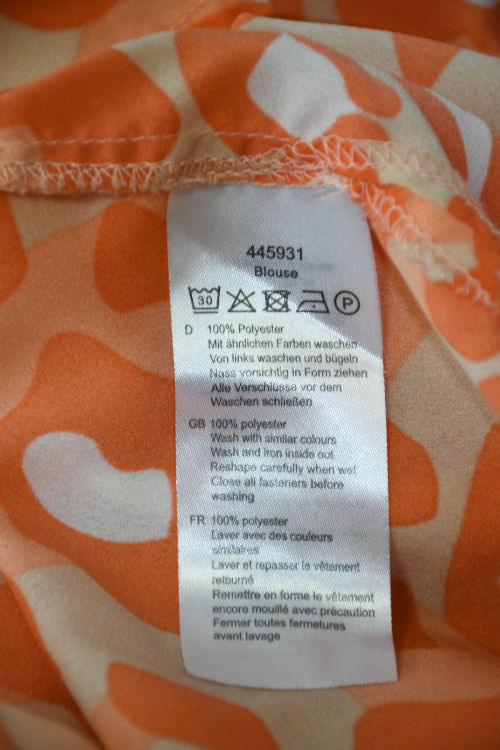 445931
Blouse
30 P
D 100% Polyester
Mit ähnlichen Farben waschen
Von links waschen und bügeln
Nass vorsichtig in Form ziehen
Alle Verschlüsse vor dem
Waschen schließen
GB 100% polyester
Wash with similar colours
Wash and iron inside out
Reshape carefully when wet
Close all fasteners before
washing
FR 100% polyester
Laver avec des couleurs
similaires
Laver et repasser le vêtement
retourné
Remettre en forme le vêtement
encore mouillé avec précaution
Fermer toutes fermetures
avant lavage